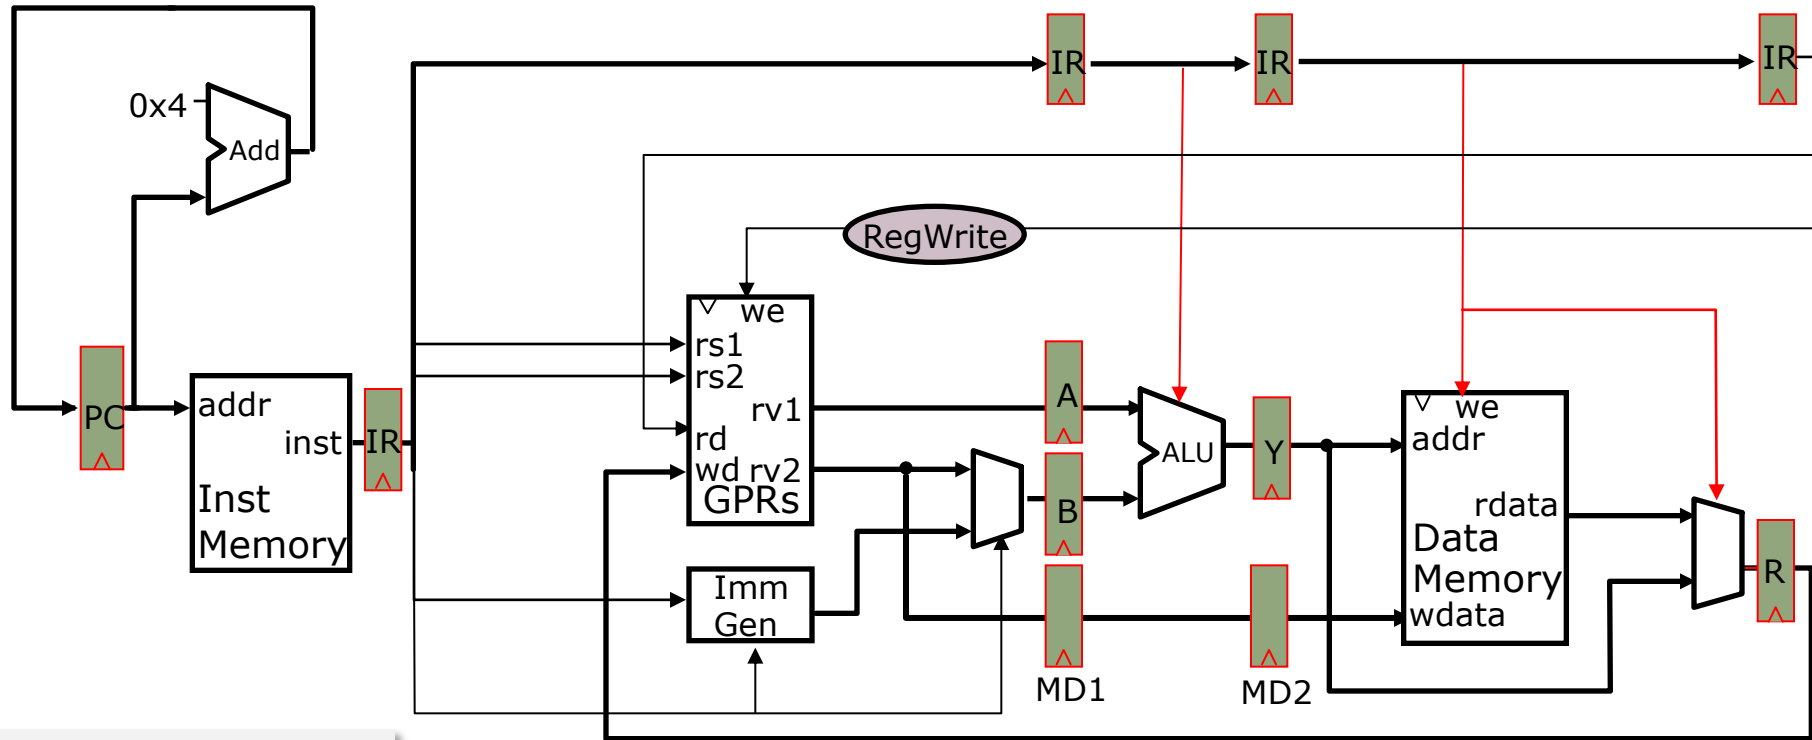 IR
IR
IR
0x4
Add
RegWrite
we
rs1
rs2
rv1
rd
wd rv2
GPRs
PC
addr
inst
Inst
Memory
IR
A
B
ALU
Y
we
addr
rdata
Data
Memory
wdata
R
Imm
Gen
MD1
MD2